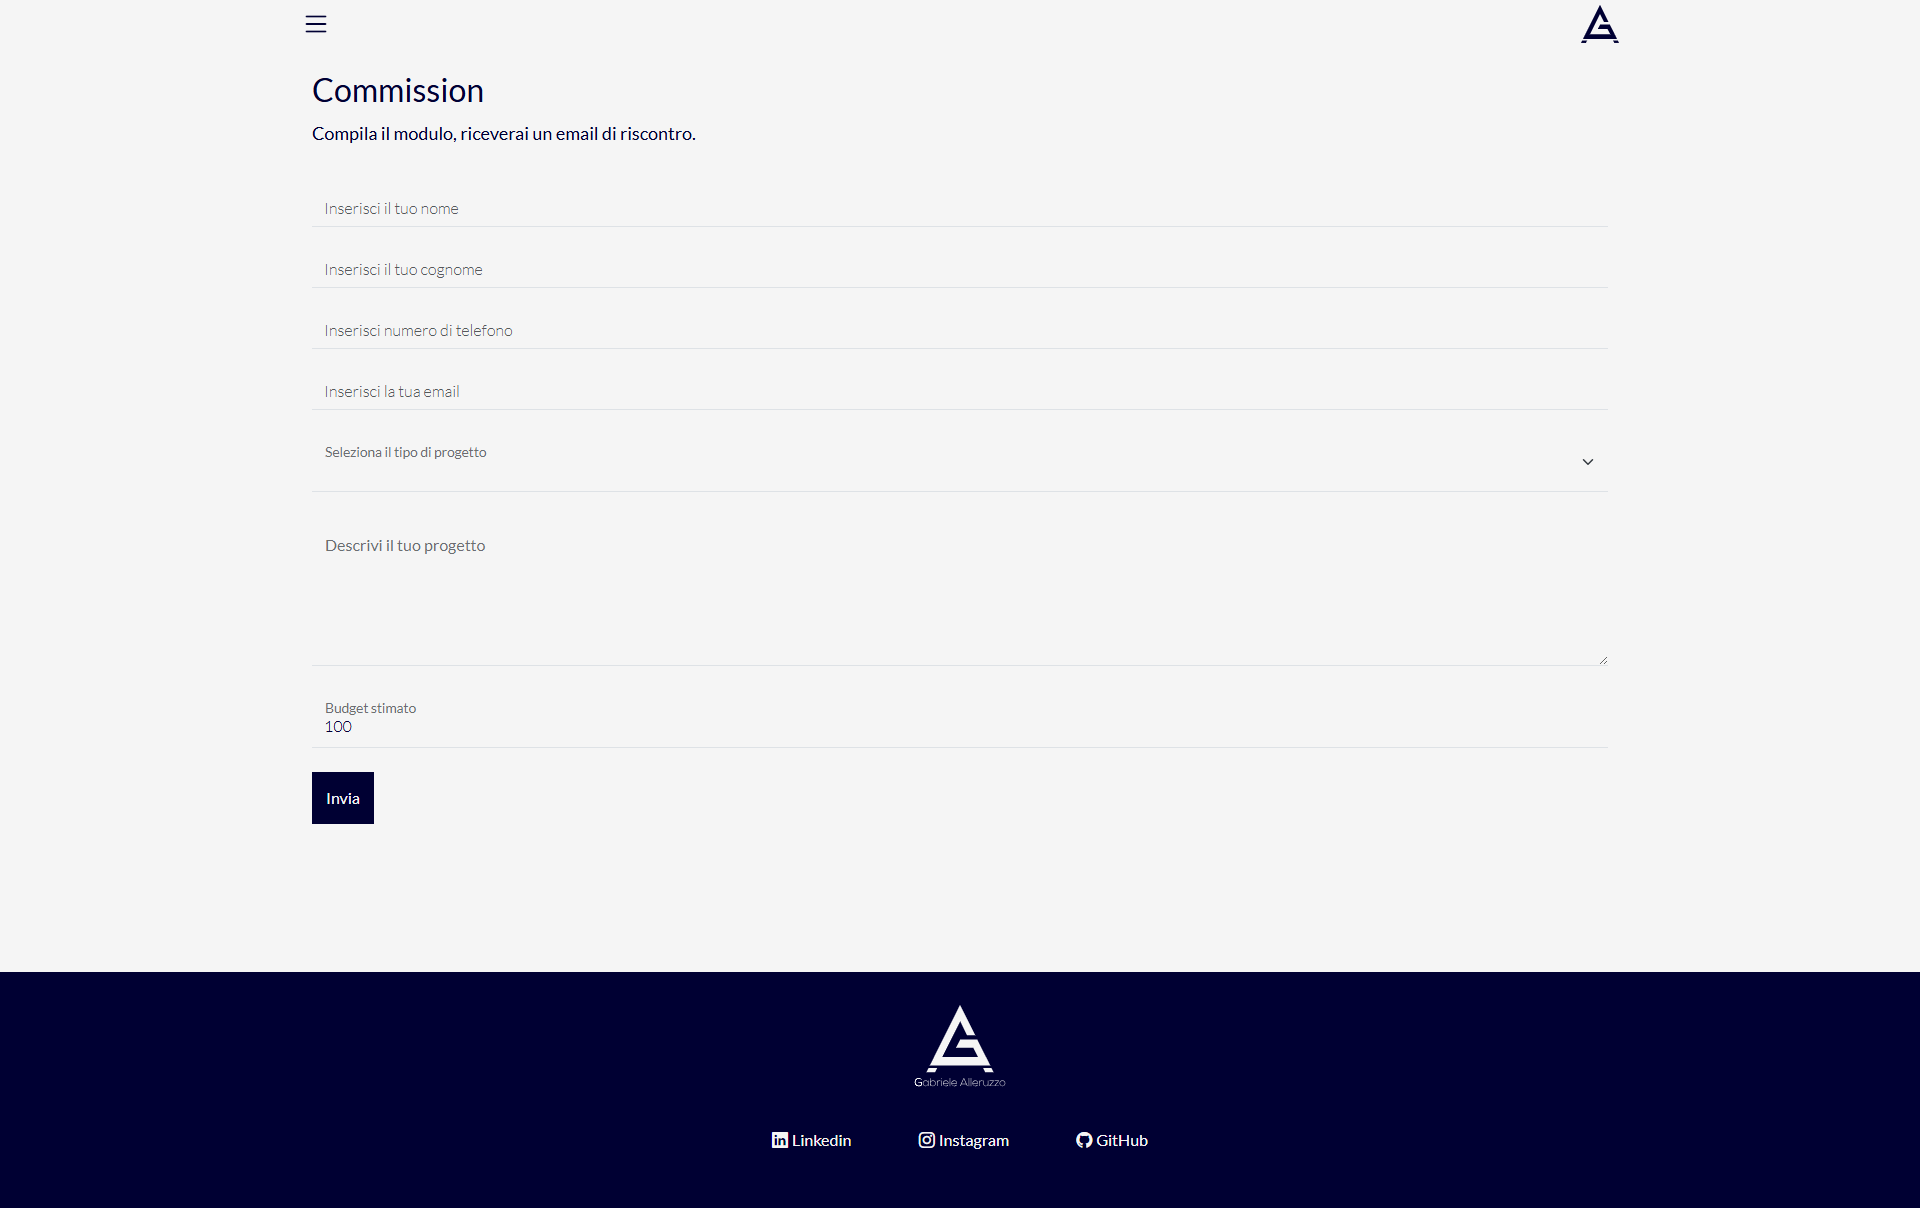 Commission
Compila il modulo, riceverai un email di riscontro.
Inserisci il tuo nome
Inserisci il tuo cognome
Inserisci numero di telefono
Inserisci la tua email
Seleziona il tipo di progetto
Descrivi il tuo progetto
Budget stimato
100
Invia
Gabriele Alleruzzo
Linkedin
Instagram
GitHub